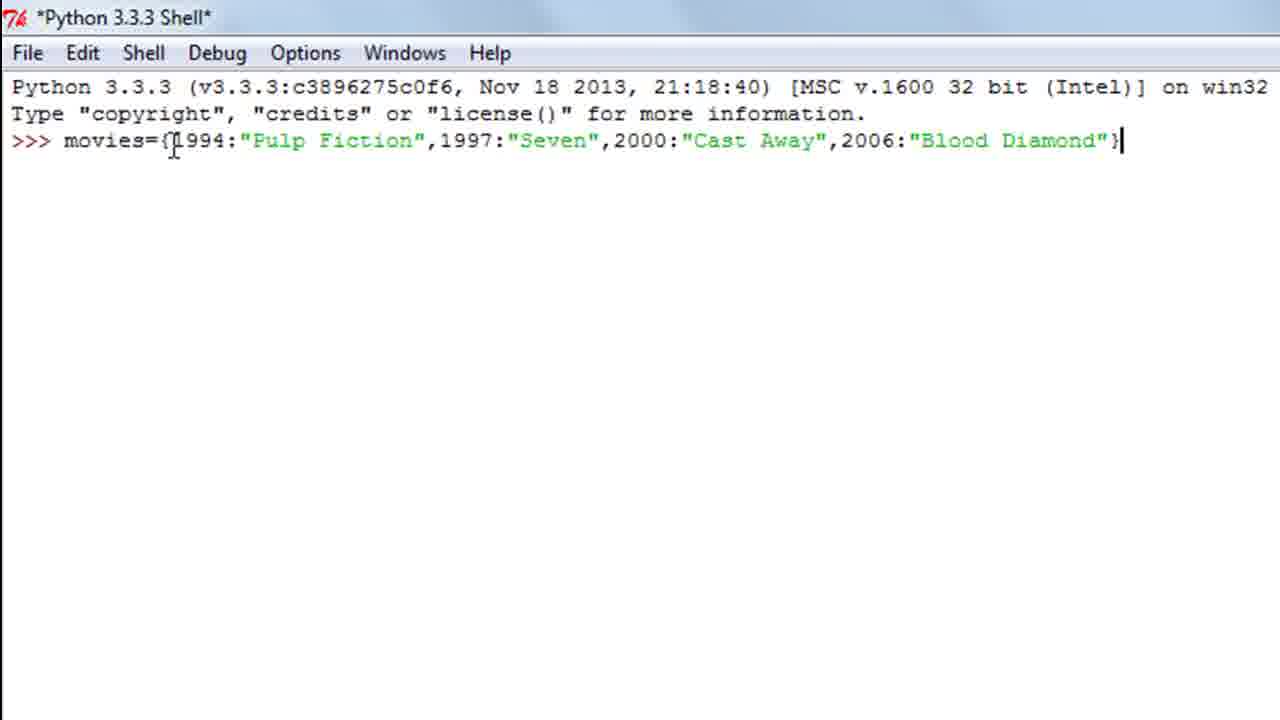 *Python 3.3.3 Shell*
File Edit Shell Debug Options Windows Help
Python 3.3.3 (v3.3.3:c3896275c0f6, Nov 18 2013, 21:18:40) [MSC v.1600 32 bit (Intel)] on win32
Type "copyright", "credits" or "license()" for more information.
>>> movies={1994:"Pulp Fiction",1997:"Seven",2000:"Cast Away",2006:"Blood Diamond"}